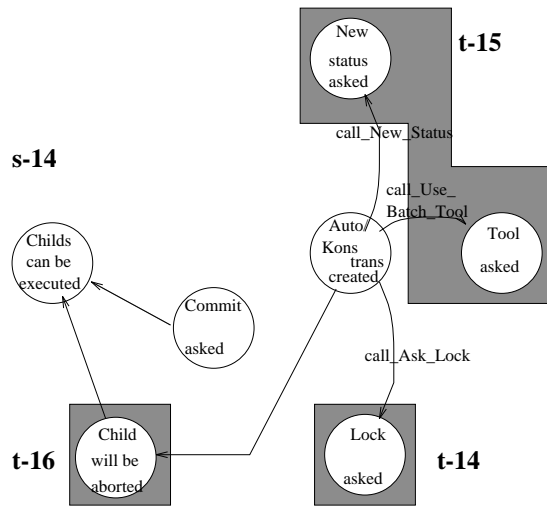 New
status
asked
t-15
call_New_Status
s-14
call_Use_
Batch_Tool
Auto/
Kons
trans
created
Tool
asked
Childs
can be
executed
Commit
asked
call_Ask_Lock
t-16
Child
will be
aborted
Lock
asked
t-14